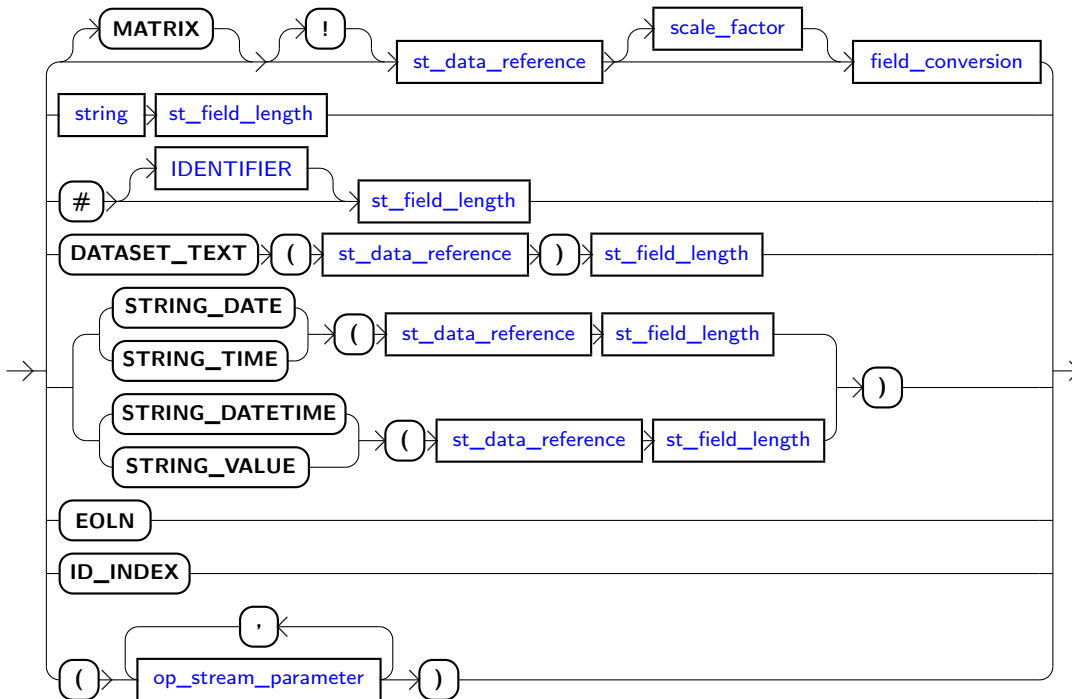 MATRIX ! st_data_reference scale_factor field_conversion
string st_field_length
# IDENTIFIER st_field_length
DATASET_TEXT ( st_data_reference ) st_field_length
STRING_DATE
STRING_TIME
( st_data_reference st_field_length
STRING_DATETIME
STRING_VALUE
( st_data_reference st_field_length
)
EOLN
ID_INDEX
,
( op_stream_parameter )